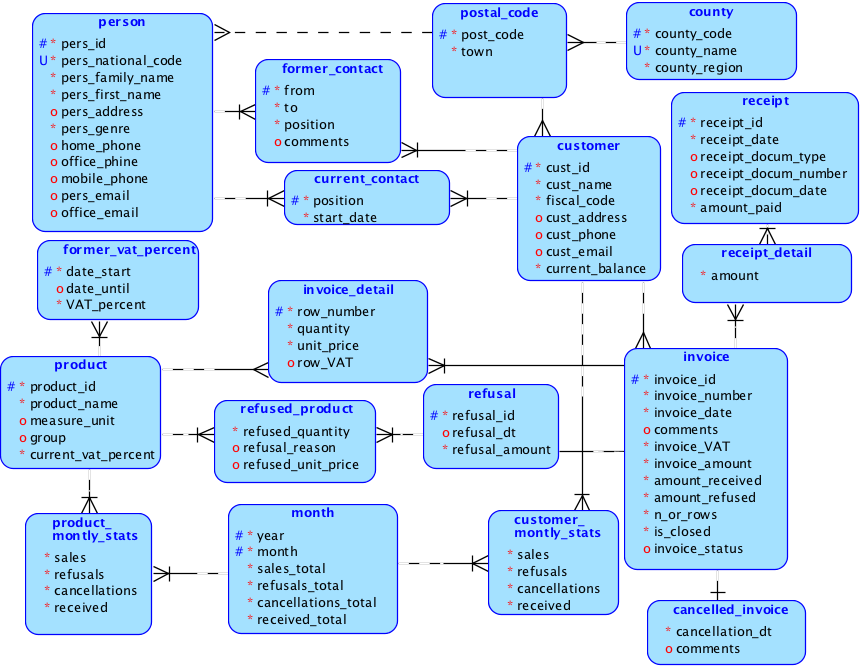 person
# * pers_id
U * pers_national_code
* pers_family_name
* pers_first_name
o pers_address
* pers_genre
o home_phone
o office_phine
o mobile_phone
o pers_email
o office_email
postal_code
# * post_code
* town
county
# * county_code
U * county_name
* county_region
former_contact
# * from
* to
* position
o comments
current_contact
# * position
* start_date
customer
# * cust_id
* cust_name
* fiscal_code
o cust_address
o cust_phone
o cust_email
* current_balance
receipt
# * receipt_id
* receipt_date
o receipt_docum_type
o receipt_docum_number
o receipt_docum_date
* amount_paid
receipt_detail
* amount
former_vat_percent
# * date_start
o date_until
* VAT_percent
invoice_detail
# * row_number
* quantity
* unit_price
o row_VAT
product
# * product_id
* product_name
o measure_unit
o group
* current_vat_percent
refused_product
* refused_quantity
o refusal_reason
o refused_unit_price
refusal
# * refusal_id
o refusal_dt
* refusal_amount
invoice
# * invoice_id
* invoice_number
* invoice_date
o comments
* invoice_VAT
* invoice_amount
* amount_received
* amount_refused
* n_or_rows
* is_closed
o invoice_status
product_
montly_stats
* sales
* refusals
* cancellations
* received
month
# * year
# * month
* sales_total
* refusals_total
* cancellations_total
* received_total
customer_
montly_stats
* sales
* refusals
* cancellations
* received
cancelled_invoice
* cancellation_dt
o comments